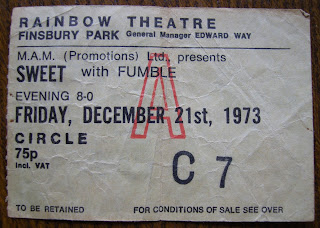 RAINBOW THEATRE
FINSBURY PARK General Manager EDWARD WAY
M.A.M. (Promotions) Ltd., presents
SWEET with FUMBLE
EVENING 8-0
A
FRIDAY, DECEMBER 21st, 1973
CIRCLE
75p
Incl. VAT
C 7
TO BE RETAINED FOR CONDITIONS OF SALE SEE OVER